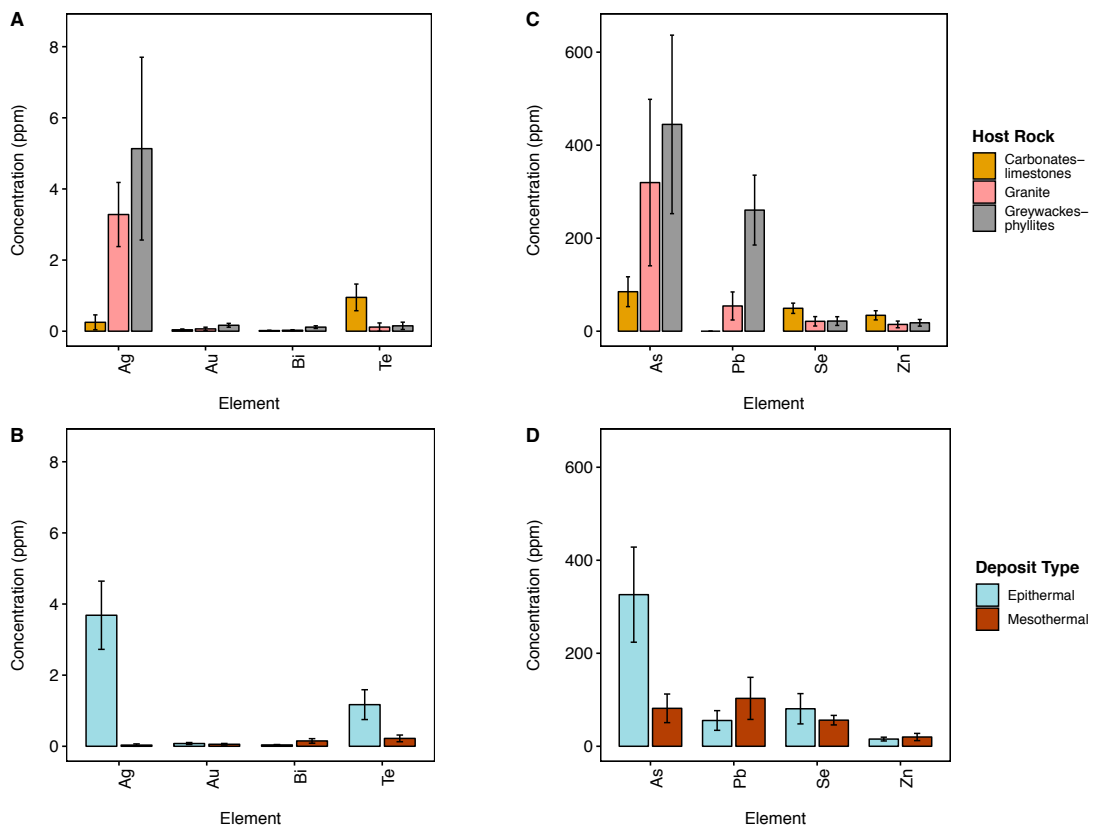 A
Concentration (ppm)
8
6
4
2
0
Ag
Au
Bi
Te
Element
C
Concentration (ppm)
600
400
200
0
As
Pb
Se
Zn
Element
Host Rock
Carbonates−
limestones
Granite
Greywackes−
phyllites
B
Concentration (ppm)
8
6
4
2
0
Ag
Au
Bi
Te
Element
D
Concentration (ppm)
600
400
200
0
As
Pb
Se
Zn
Element
Deposit Type
Epithermal
Mesothermal